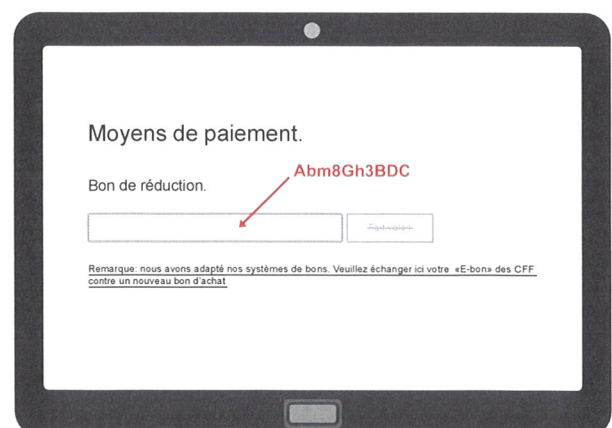 Moyens de paiement.
Abm8Gh3BDC
Bon de réduction.
Remarque: nous avons adapté nos systèmes de bons. Veuillez échanger ici votre «E-bon» des CFF
contre un nouveau bon d'achat